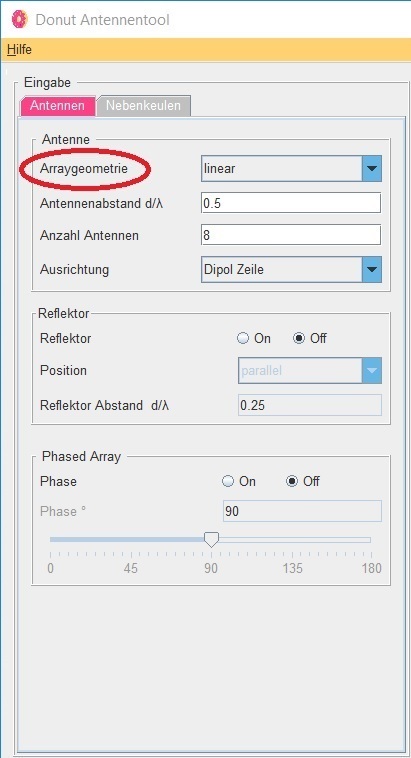 Donut Antennentool
Hilfe
Eingabe
Antennen Nebenkeulen
Antenne
Arraygeometrie linear
Antennenabstand d/λ 0.5
Anzahl Antennen 8
Ausrichtung Dipol Zeile
Reflektor
Reflektor On Off
Position parallel
Reflektor Abstand d/λ 0.25
Phased Array
Phase On Off
Phase ° 90
0 45 90 135 180